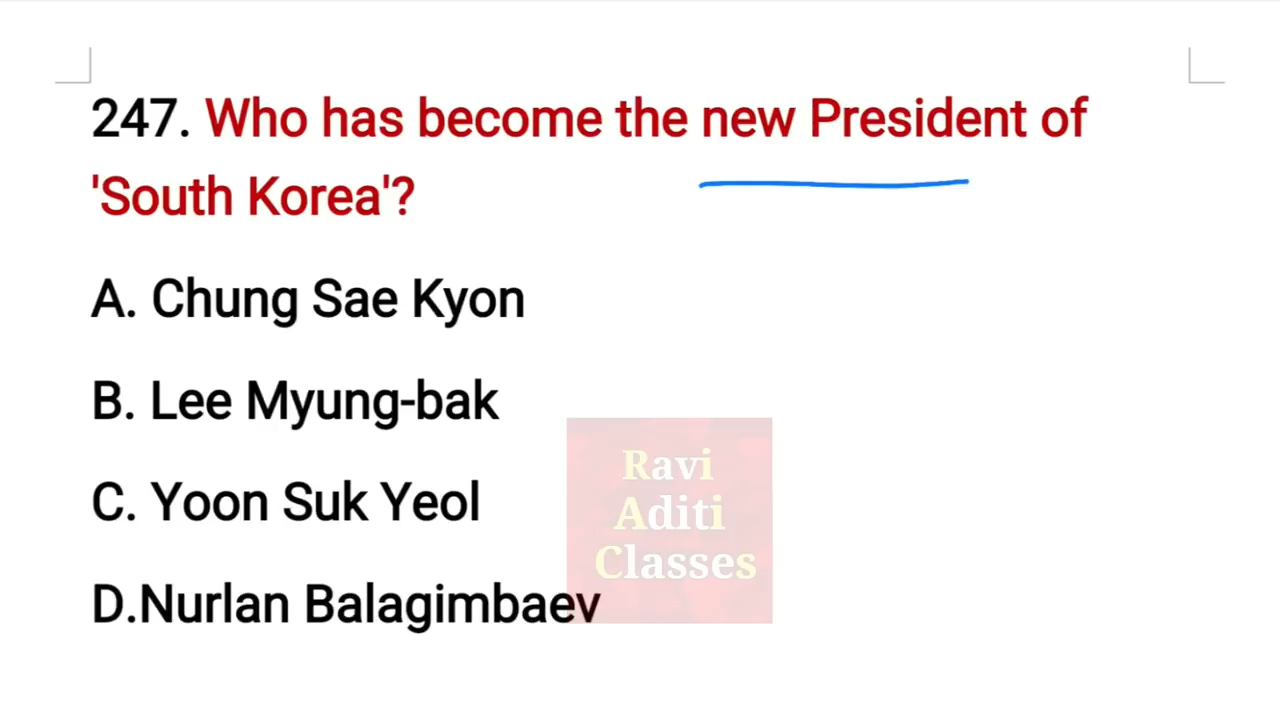 247. Who has become the new President of
'South Korea'?
A. Chung Sae Kyon
B. Lee Myung-bak
C. Yoon Suk Yeol
D.Nurlan Balagimbaev
Ravi
Aditi
Classes